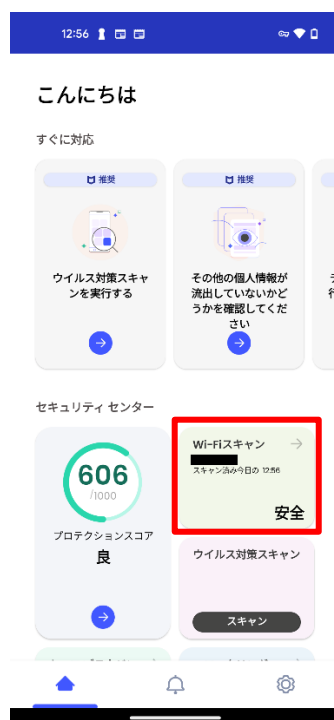 12:56
こんにちは
すぐに対応
推奨
ウイルス対策スキャ
ンを実行する
推奨
その他の個人情報が
流出していないかど
うかを確認してくだ
さい
セキュリティ センター
606
/1000
プロテクションスコア
良
Wi-Fiスキャン
スキャン済み今日の 12:56
安全
ウイルス対策スキャン
スキャン